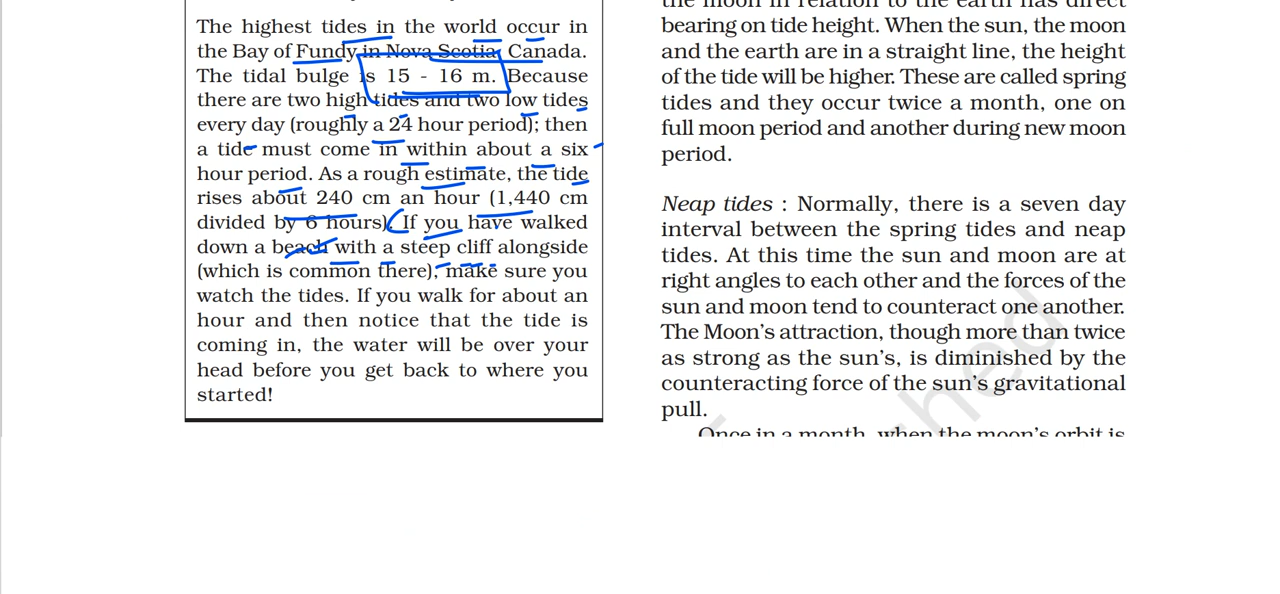 The highest tides in the world occur in
the Bay of Fundy in Nova Scotia, Canada.
The tidal bulge is 15 - 16 m. Because
there are two high tides and two low tides
every day (roughly a 24 hour period); then
a tide must come in within about a six
hour period. As a rough estimate, the tide
rises about 240 cm an hour (1,440 cm
divided by 6 hours). If you have walked
down a beach with a steep cliff alongside
(which is common there), make sure you
watch the tides. If you walk for about an
hour and then notice that the tide is
coming in, the water will be over your
head before you get back to where you
started!
the moon in relation to the earth has direct
bearing on tide height. When the sun, the moon
and the earth are in a straight line, the height
of the tide will be higher. These are called spring
tides and they occur twice a month, one on
full moon period and another during new moon
period.
Neap tides : Normally, there is a seven day
interval between the spring tides and neap
tides. At this time the sun and moon are at
right angles to each other and the forces of the
sun and moon tend to counteract one another.
The Moon’s attraction, though more than twice
as strong as the sun’s, is diminished by the
counteracting force of the sun’s gravitational
pull.
Once in a month, when the moon’s orbit is